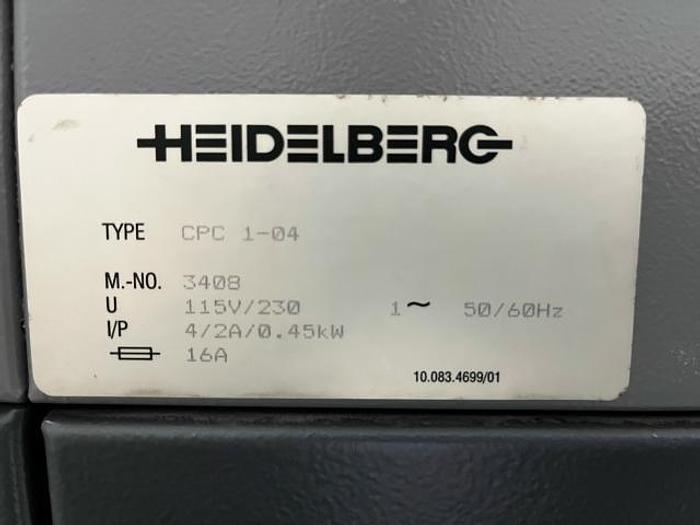 HEIDELBERG
TYPE CPC 1-04
M.-NO. 3408
U 115V/230 1~ 50/60Hz
I/P 4/2A/0.45kW
16A
10.083.4699/01